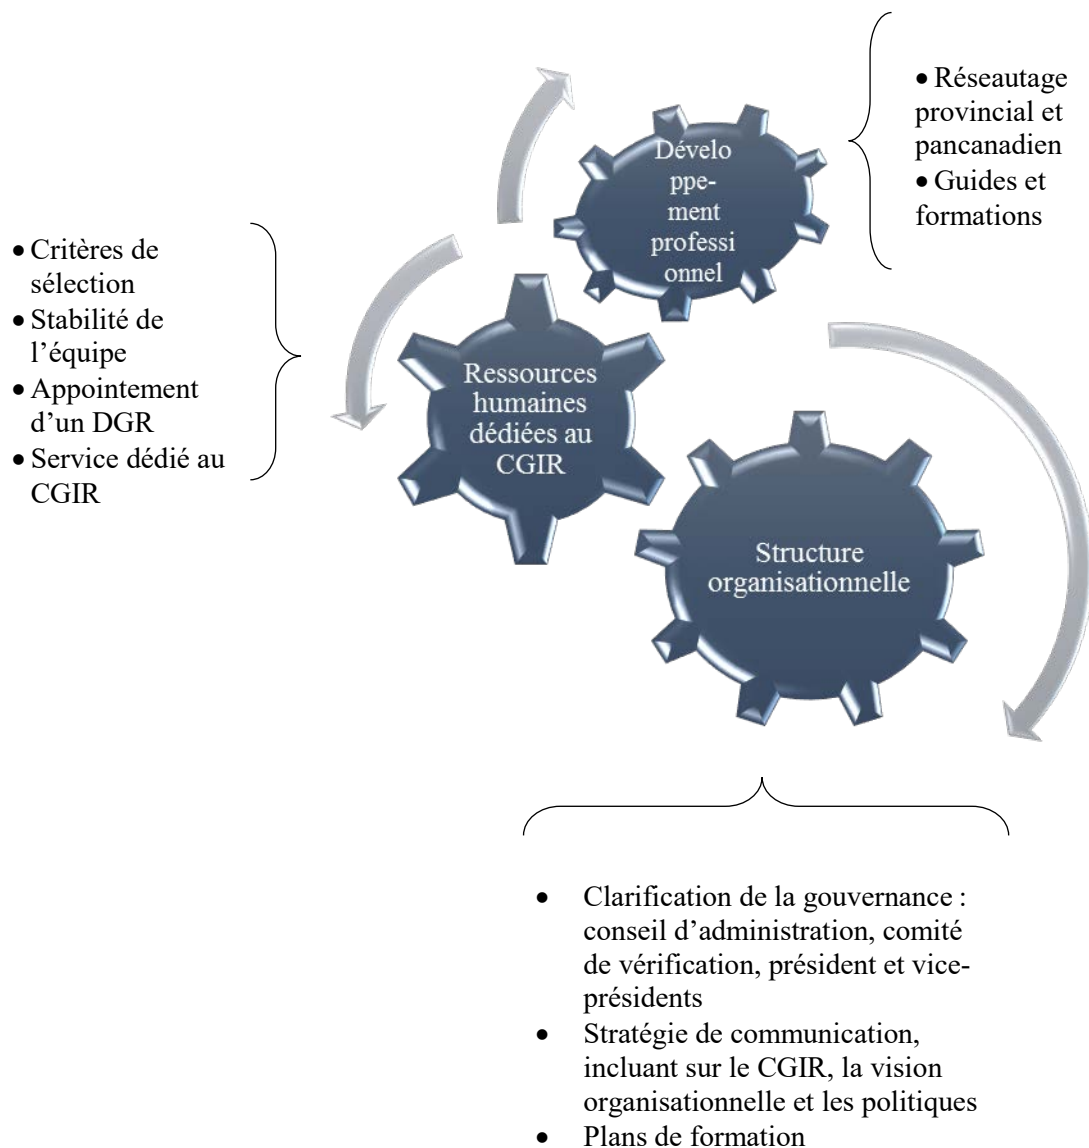 • Réseautage
provincial et
pancanadien
• Guides et
formations
Dévelo
ppe-
ment
professi
onnel
• Critères de
sélection
• Stabilité de
l’équipe
• Appointement
d’un DGR
• Service dédié au
CGIR
Ressources
humaines
dédiées au
CGIR
Structure
organisationnelle
• Clarification de la gouvernance :
conseil d’administration, comité
de vérification, président et vice-
présidents
• Stratégie de communication,
incluant sur le CGIR, la vision
organisationnelle et les politiques
• Plans de formation